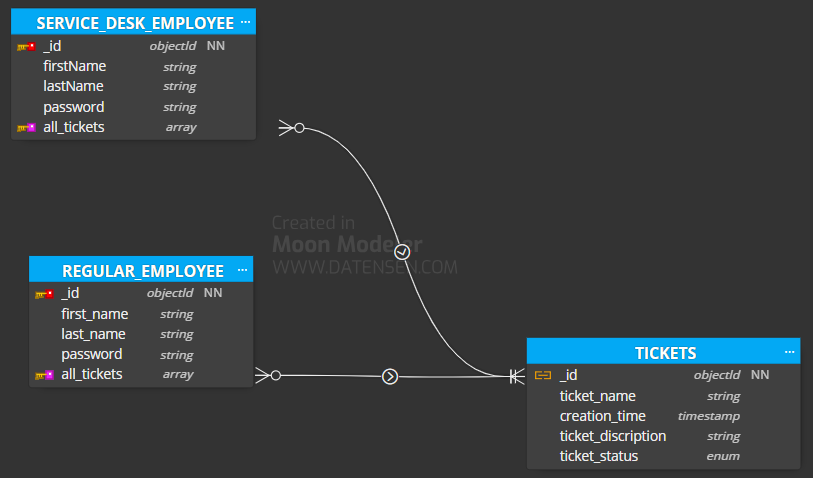 SERVICE_DESK_EMPLOYEE ...
_id objectId NN
firstName string
lastName string
password string
all_tickets array
Created in
Moon Modeler
WWW.DATENSEN.COM
REGULAR_EMPLOYEE ...
_id objectId NN
first_name string
last_name string
password string
all_tickets array
TICKETS ...
_id objectId NN
ticket_name string
creation_time timestamp
ticket_discription string
ticket_status enum